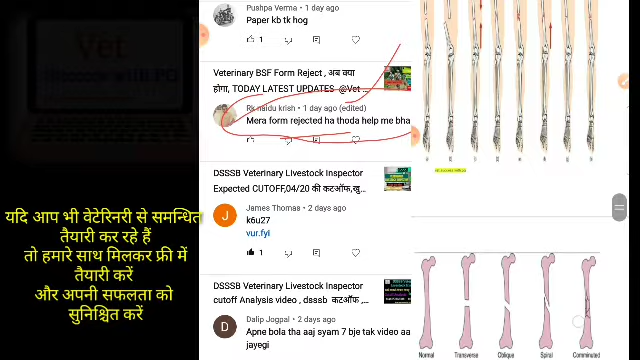 Pushpa Verma • 1 day ago
Paper kb tk hog
1
Veterinary BSF Form Reject , अब क्या
होगा, TODAY LATEST UPDATES @Vet ...
Rk naidu krish • 1 day ago (edited)
Mera form rejected ha thoda help me bha
DSSSB Veterinary Livestock Inspector
Expected CUTOFF,04/20 की कटऑफ,खु...
James Thomas • 2 days ago
k6u27
vur.fyi
1
DSSSB Veterinary Livestock Inspector
cutoff Analysis video , dsssb कटऑफ , ...
D
Dalip Jogpal • 2 days ago
Apne bola tha aaj syam 7 bje tak video aa
jayegi
यदि आप भी वेटेरिनरी से समन्धित
तैयारी कर रहे हैं
तो हमारे साथ मिलकर फ्री में
तैयारी करें
और अपनी सफलता को
सुनिश्चित करें
Normal Transverse Oblique Spiral Comminuted